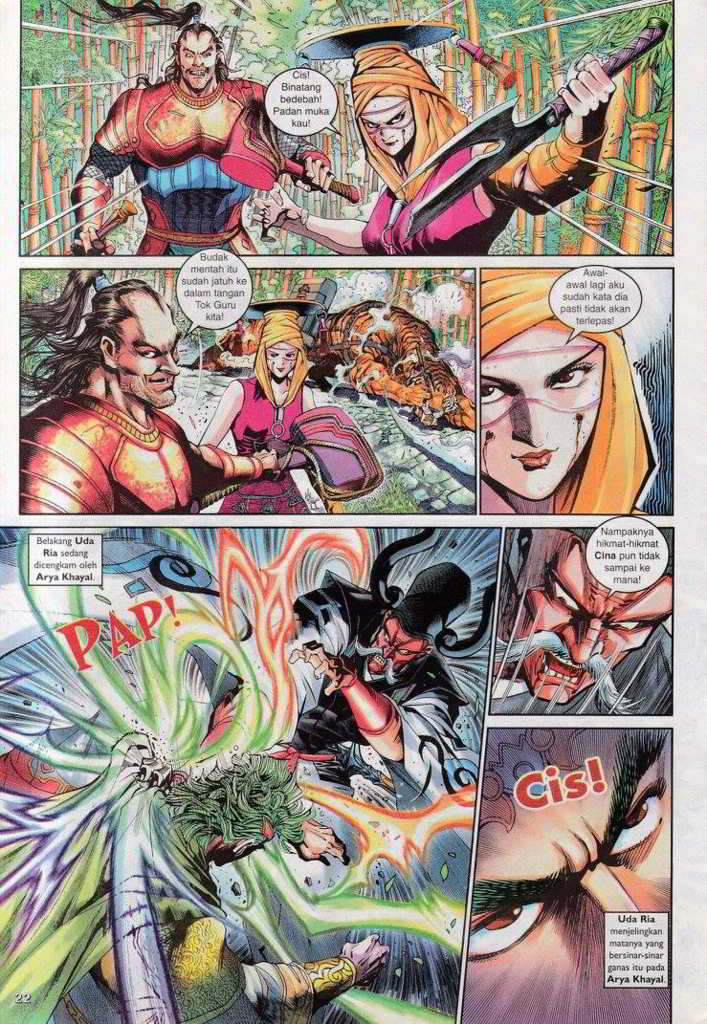 Cis!
Binatang
bedebah!
Padan muka
kau!
Budak
mentah itu
sudah jatuh ke
dalam tangan
Tok Guru
kita!
Awal-
awal lagi aku
sudah kata dia
pasti tidak akan
terlepas!
Belakang Uda
Ria sedang
dicengkam oleh
Arya Khayal.
PAP!
Nampaknya
hikmat-hikmat
Cina pun tidak
sampai ke
mana!
Cis!
Uda Ria
menjelingkan
matanya yang
bersinar-sinar
ganas itu pada
Arya Khayal.
22